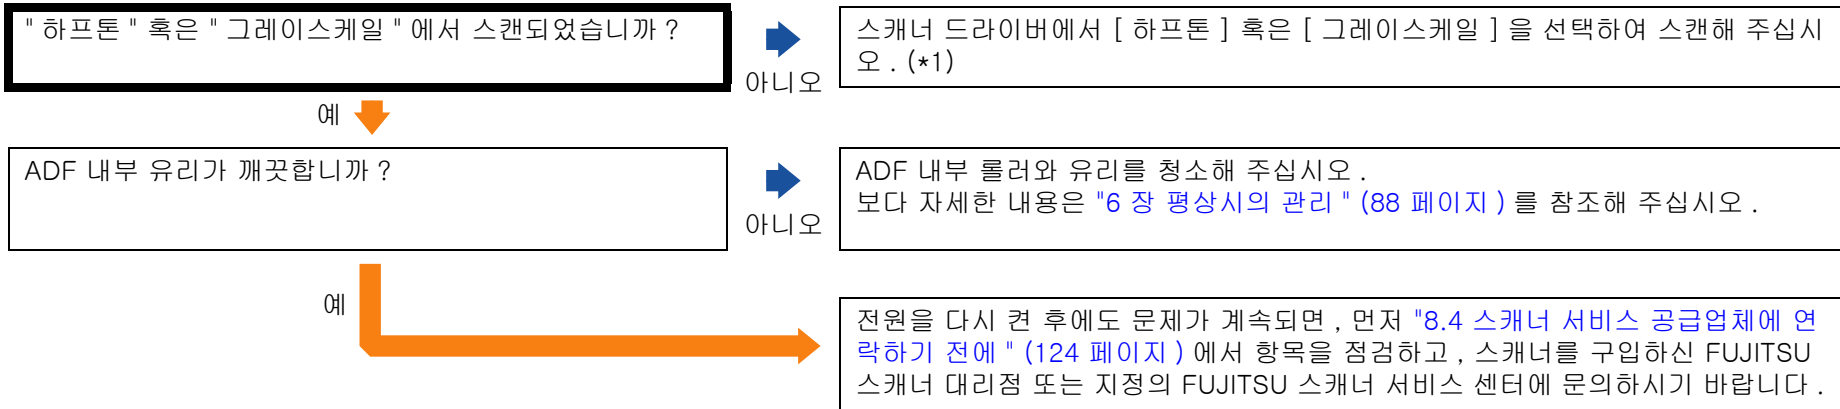 " 하프톤 " 혹은 " 그레이스케일 " 에서 스캔되었습니까 ?
아니오
스캐너 드라이버에서 [ 하프톤 ] 혹은 [ 그레이스케일 ] 을 선택하여 스캔해 주십시
오 . (*1)
예
ADF 내부 유리가 깨끗합니까 ?
아니오
ADF 내부 롤러와 유리를 청소해 주십시오 .
보다 자세한 내용은 "6 장 평상시의 관리 " (88 페이지 ) 를 참조해 주십시오 .
예
전원을 다시 켠 후에도 문제가 계속되면 , 먼저 "8.4 스캐너 서비스 공급업체에 연
락하기 전에 " (124 페이지 ) 에서 항목을 점검하고 , 스캐너를 구입하신 FUJITSU
스캐너 대리점 또는 지정의 FUJITSU 스캐너 서비스 센터에 문의하시기 바랍니다 .